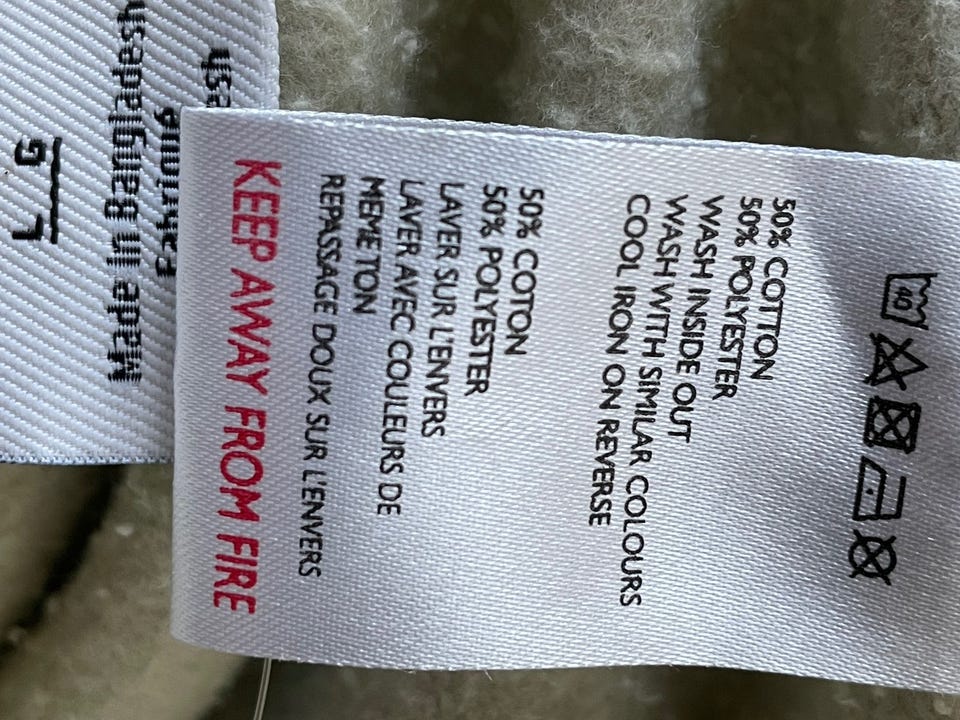 40
50% COTTON
50% POLYESTER
WASH INSIDE OUT
WASH WITH SIMILAR COLOURS
COOL IRON ON REVERSE
50% COTON
50% POLYESTER
LAVER SUR L'ENVERS
LAVER AVEC COULEURS DE
MEME TON
REPASSAGE DOUX SUR L'ENVERS
KEEP AWAY FROM FIRE
Made in
L
G